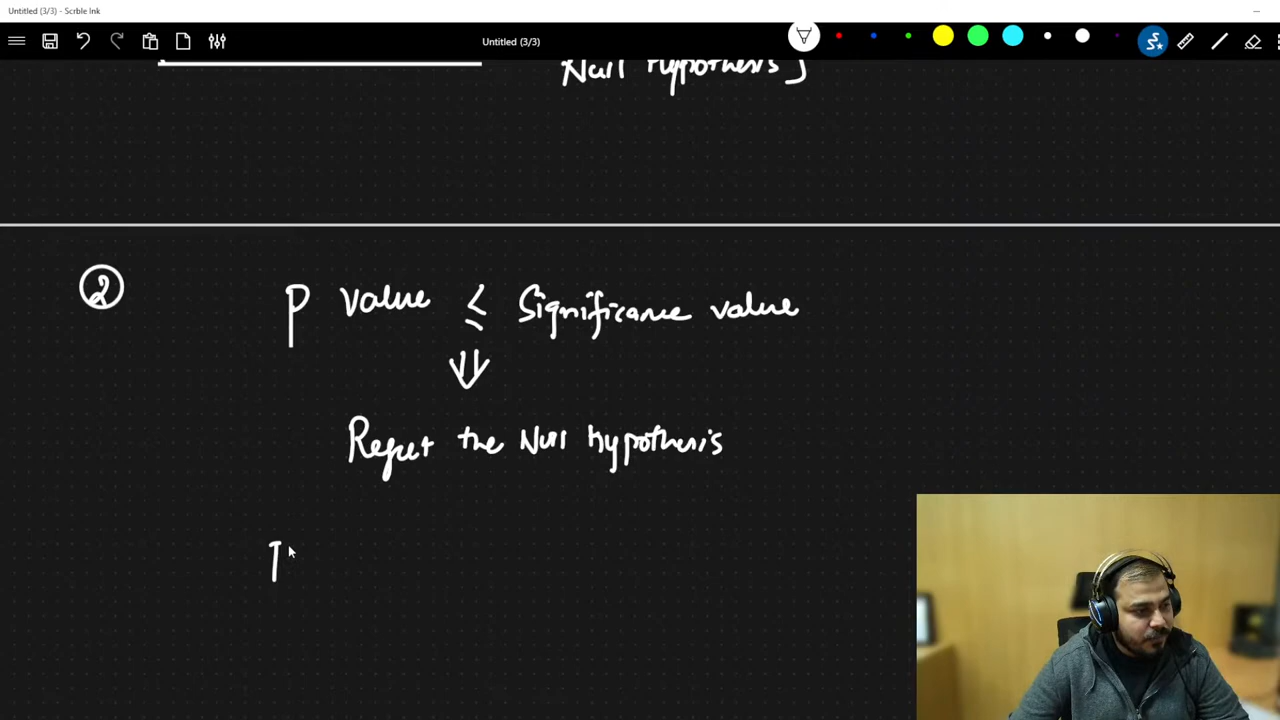 Untitled (3/3) - Scrble Ink
Untitled (3/3)
Null Hypothesis]
② P value ≤ Significance value
⇓
Reject the Null hypothesis